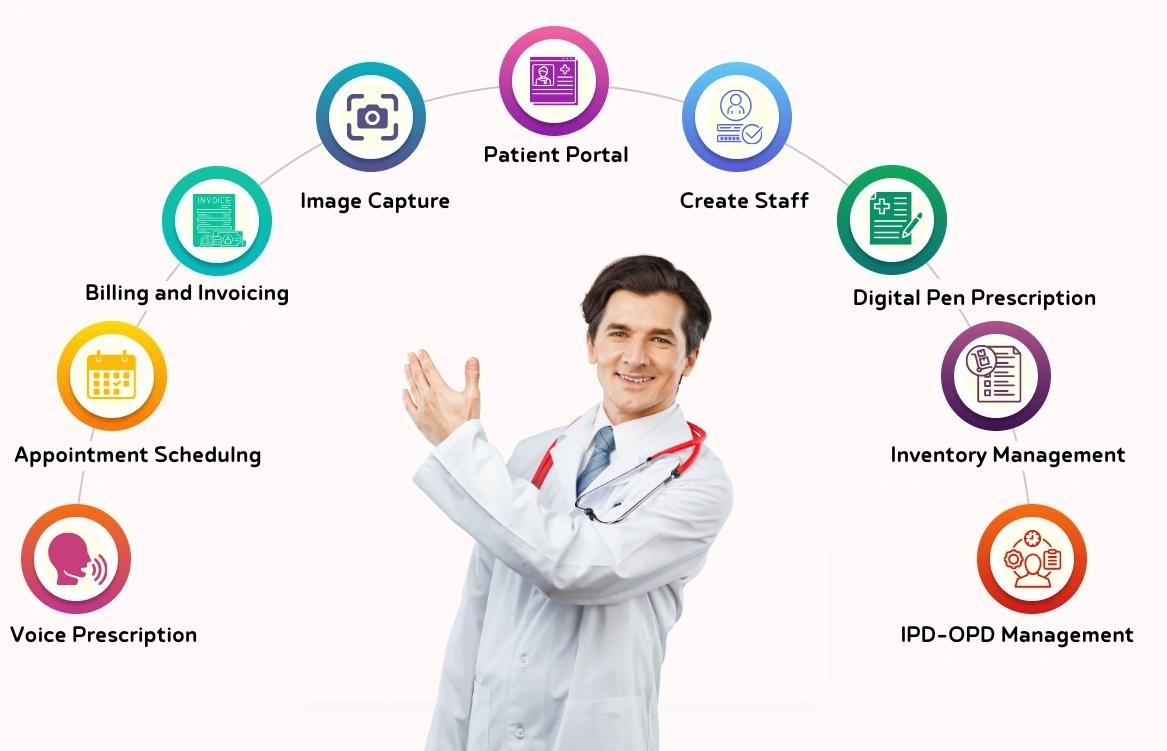 Patient Portal
Image Capture
Create Staff
INVOICE
Billing and Invoicing
Digital Pen Prescription
Appointment Schedulng
Inventory Management
Voice Prescription
IPD-OPD Management